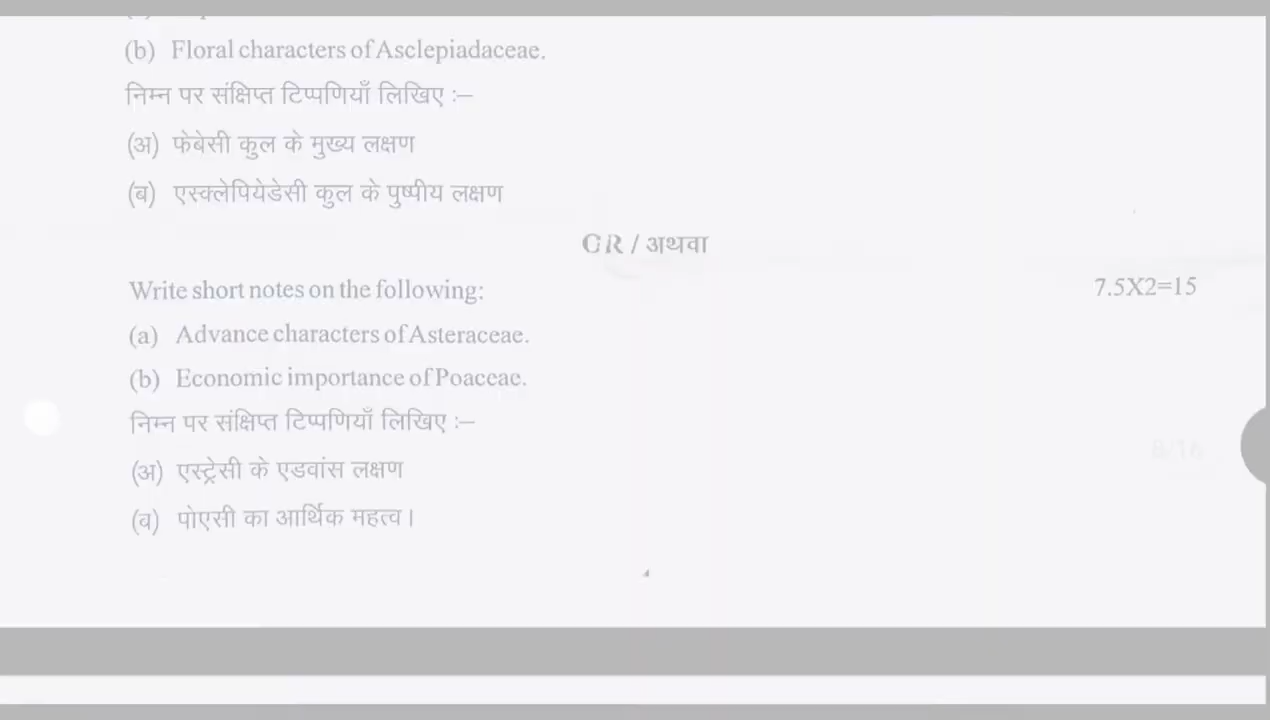 (b) Floral characters of Asclepiadaceae.
निम्न पर संक्षिप्त टिप्पणियाँ लिखिए :–
(अ) फेबेसी कुल के मुख्य लक्षण
(ब) एस्क्लेपियेडेसी कुल के पुष्पीय लक्षण
OR / अथवा
Write short notes on the following: 7.5X2=15
(a) Advance characters of Asteraceae.
(b) Economic importance of Poaceae.
निम्न पर संक्षिप्त टिप्पणियाँ लिखिए :–
(अ) एस्ट्रेसी के एडवांस लक्षण
(ब) पोएसी का आर्थिक महत्व।